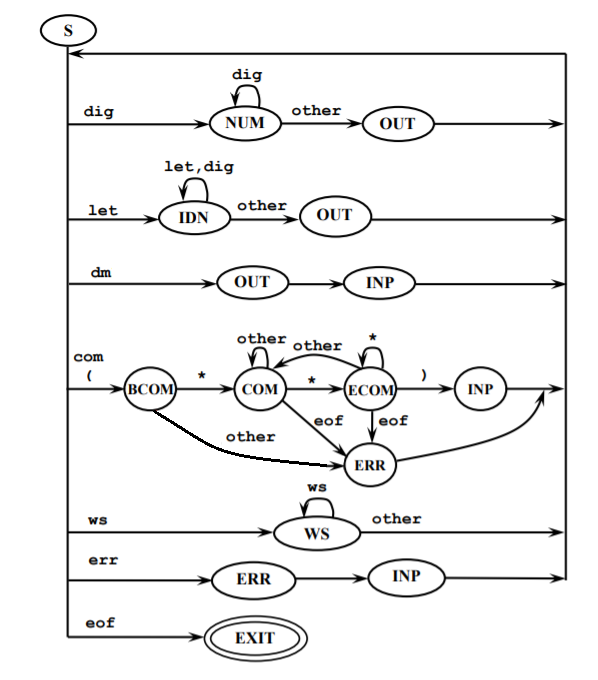 S
dig
dig NUM other OUT
let,dig
let IDN other OUT
dm OUT INP
com
other other *
( BCOM * COM * ECOM ) INP
other eof eof
ERR
ws
ws WS other
err ERR INP
eof EXIT